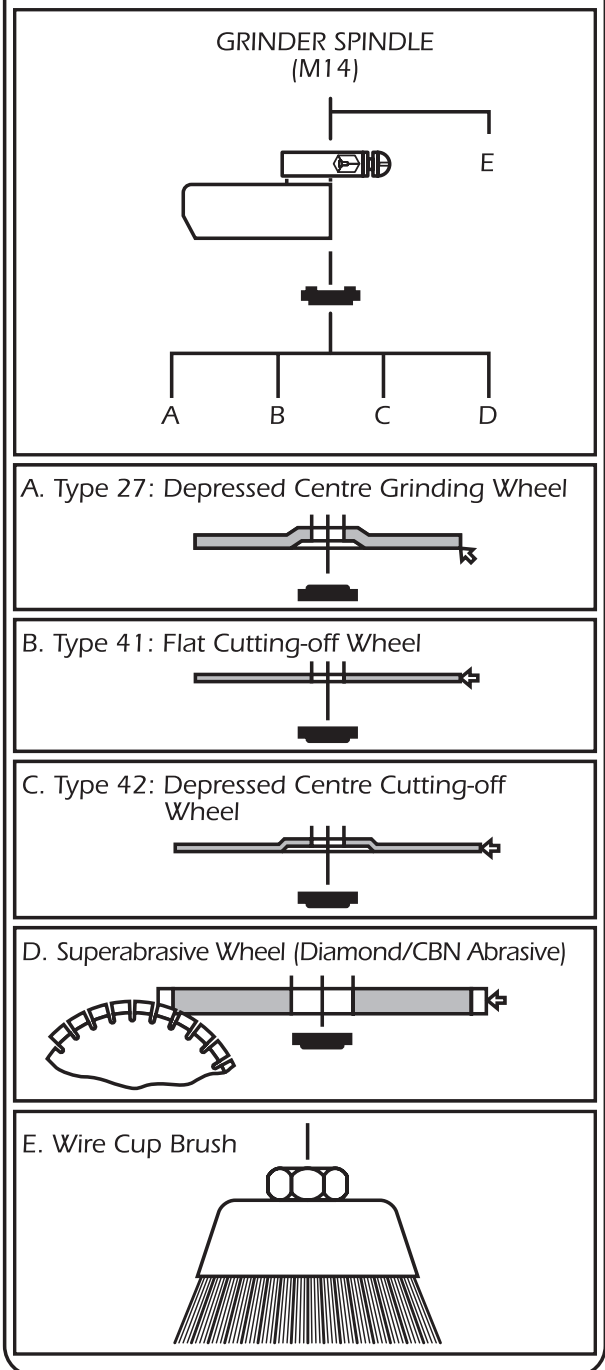 GRINDER SPINDLE
(M14)
E
A B C D
A. Type 27: Depressed Centre Grinding Wheel
B. Type 41: Flat Cutting-off Wheel
C. Type 42: Depressed Centre Cutting-off
Wheel
D. Superabrasive Wheel (Diamond/CBN Abrasive)
E. Wire Cup Brush